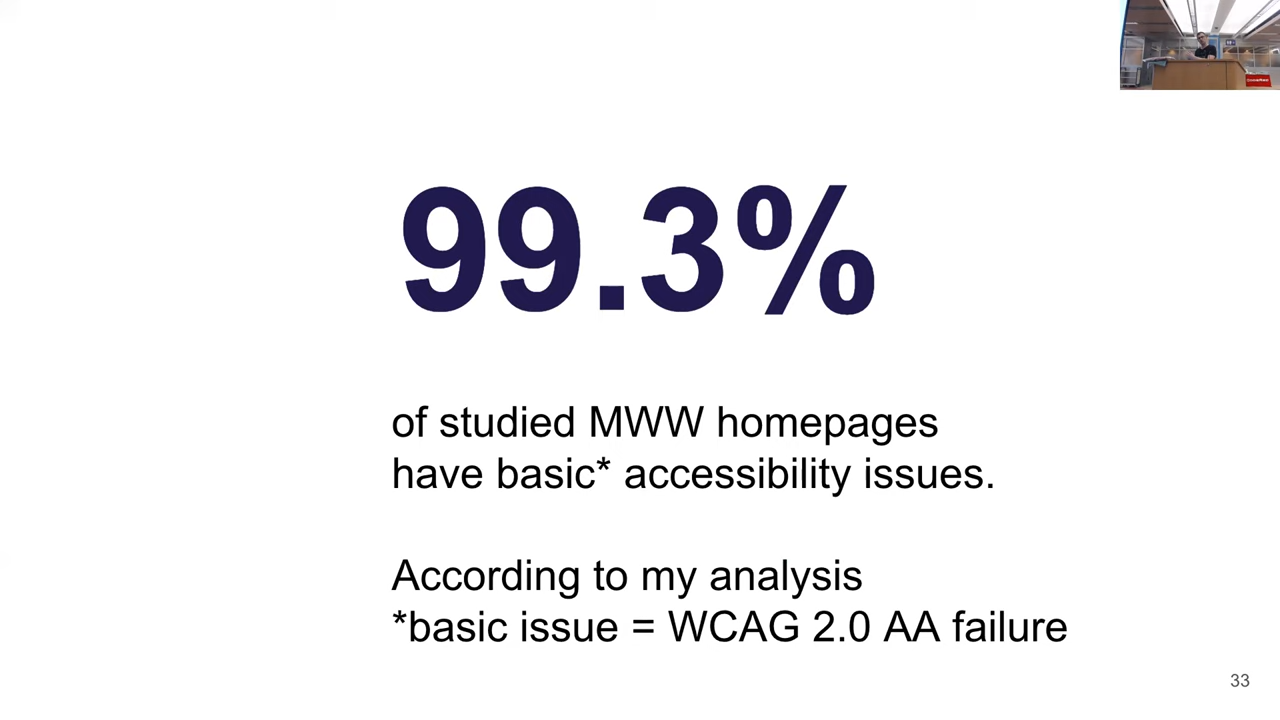 99.3%
of studied MWW homepages
have basic* accessibility issues.
According to my analysis
*basic issue = WCAG 2.0 AA failure
33